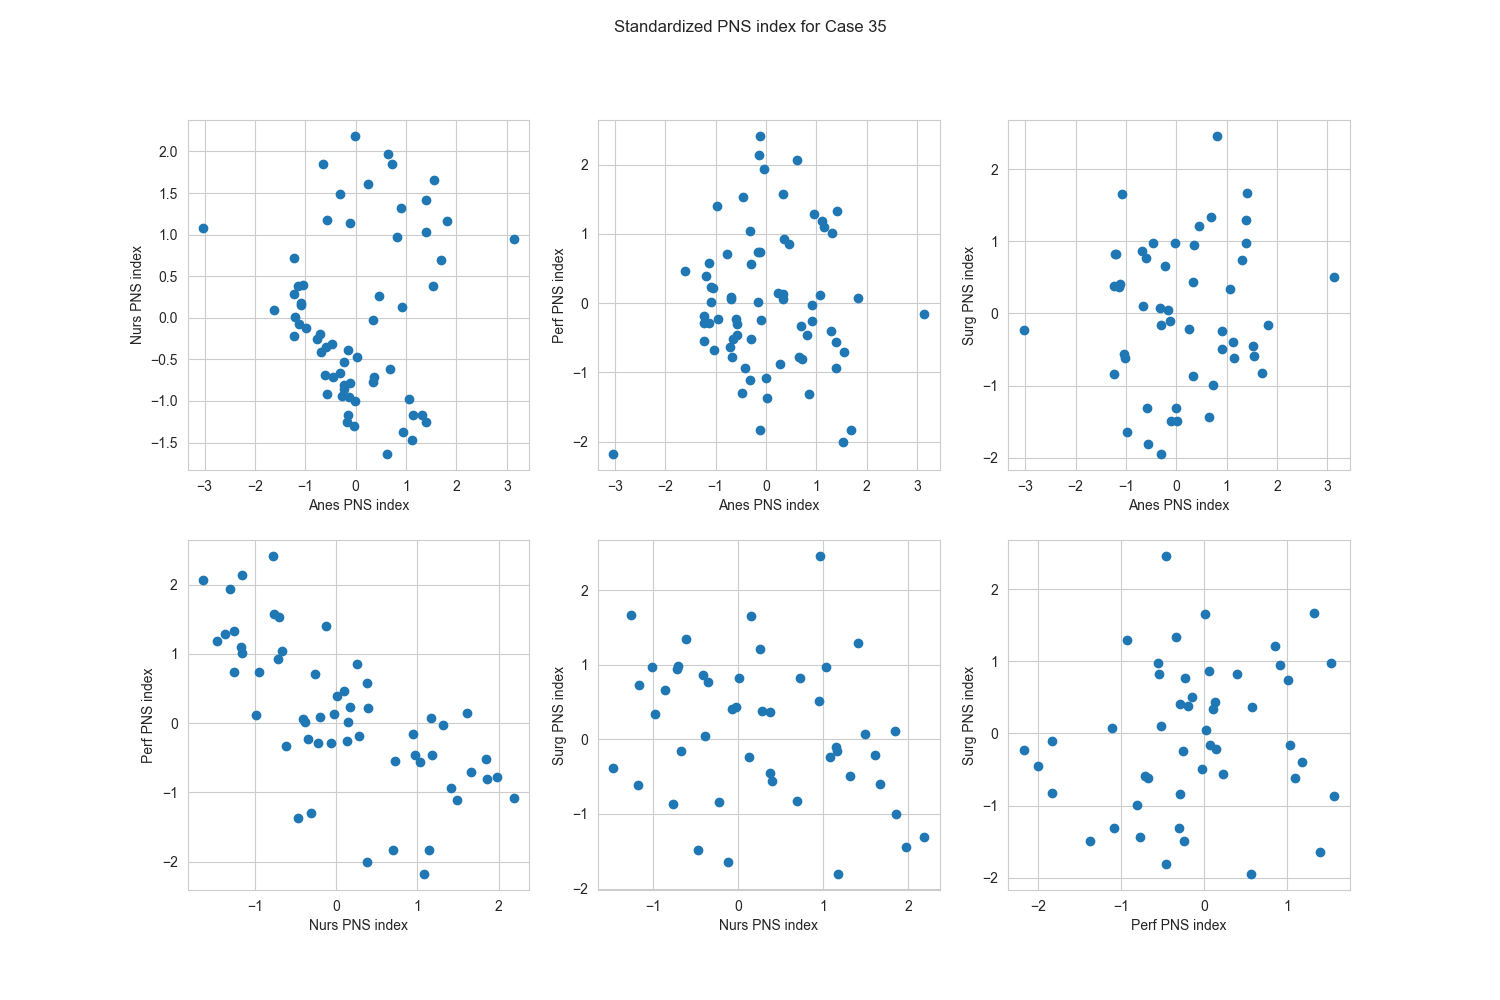 Standardized PNS index for Case 35
Nurs PNS index
2.0
1.5
1.0
0.5
0.0
−0.5
−1.0
−1.5
−3 −2 −1 0 1 2 3
Anes PNS index
Perf PNS index
2
1
0
−1
−2
−3 −2 −1 0 1 2 3
Anes PNS index
Surg PNS index
2
1
0
−1
−2
−3 −2 −1 0 1 2 3
Anes PNS index
Perf PNS index
2
1
0
−1
−2
−1 0 1 2
Nurs PNS index
Surg PNS index
2
1
0
−1
−2
−1 0 1 2
Nurs PNS index
Surg PNS index
2
1
0
−1
−2
−2 −1 0 1
Perf PNS index